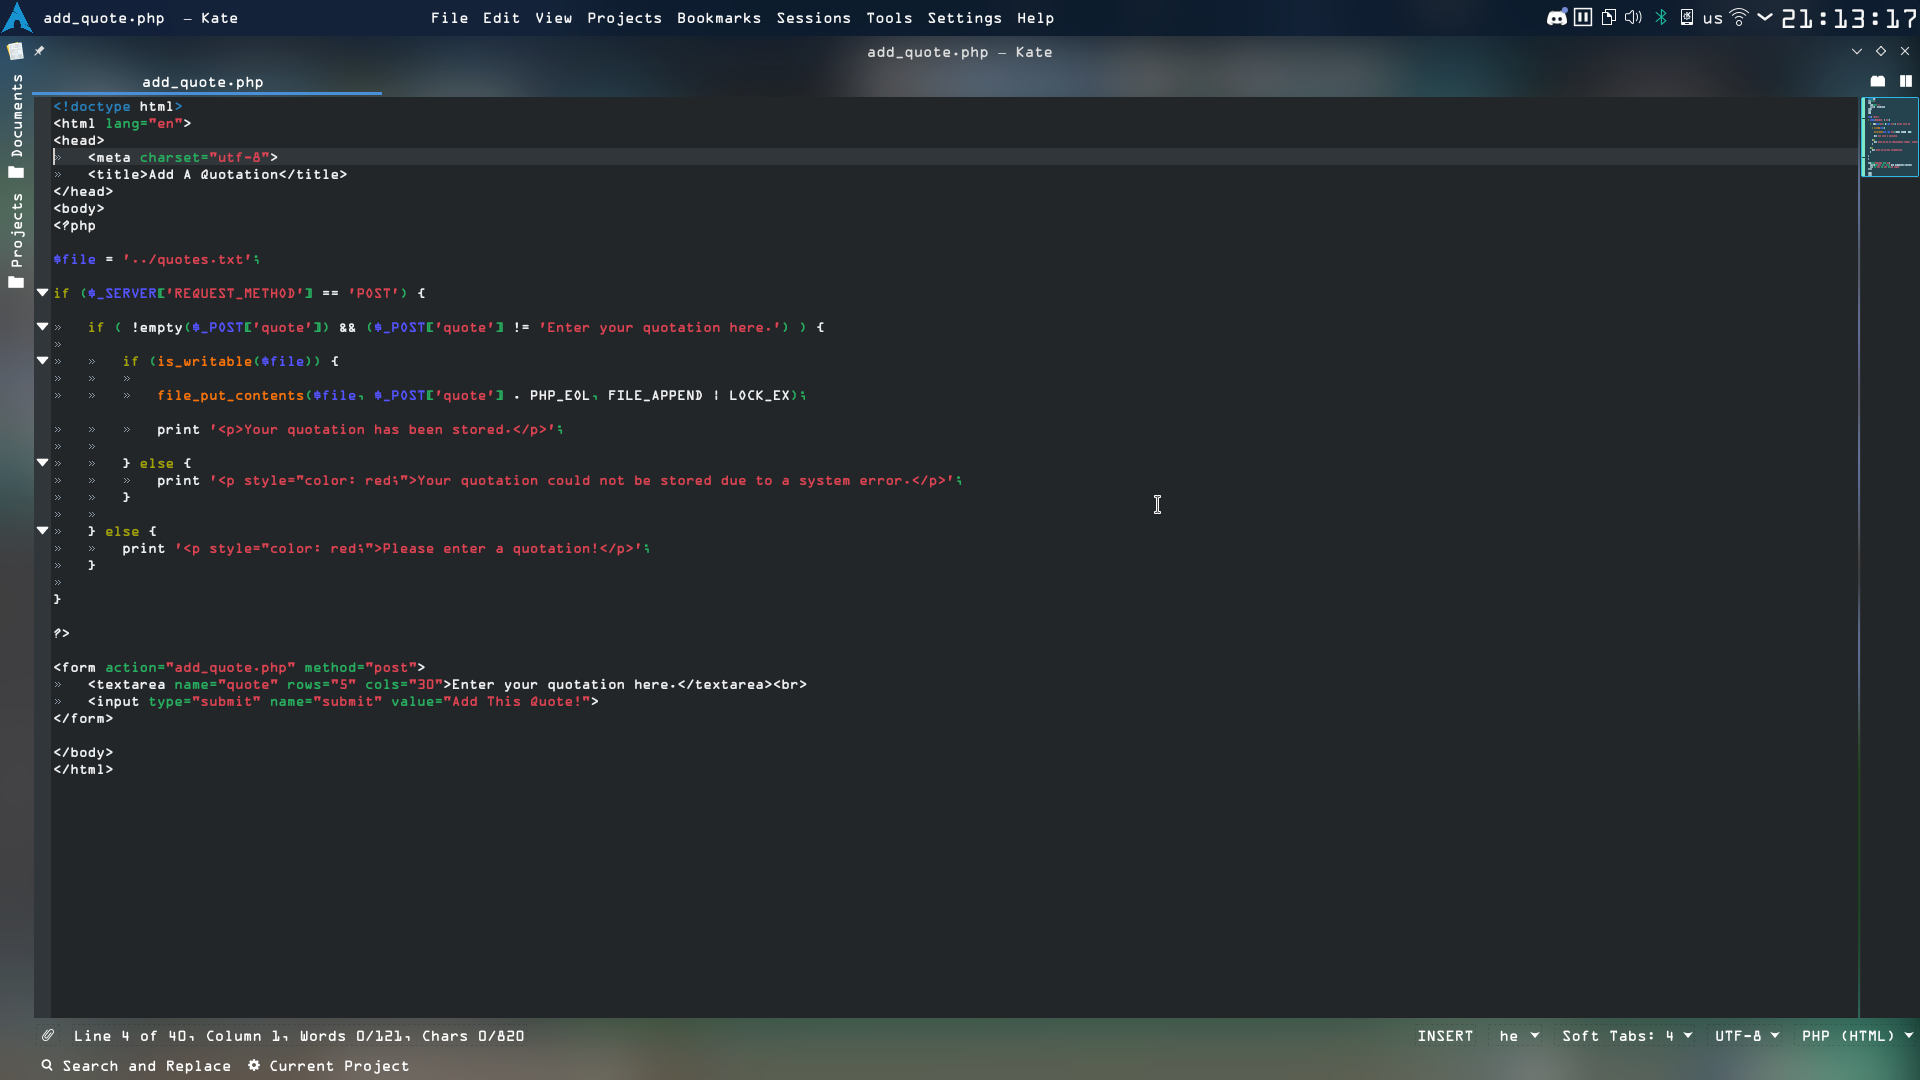 add_quote.php — Kate File Edit View Projects Bookmarks Sessions Tools Settings Help us 21:13:17
add_quote.php — Kate
add_quote.php
Documents
Projects
<!doctype html>
<html lang="en">
<head>
<meta charset="utf-8">
<title>Add A Quotation</title>
</head>
<body>
<?php
$file = '../quotes.txt';
if ($_SERVER['REQUEST_METHOD'] == 'POST') {
if ( !empty($_POST['quote']) && ($_POST['quote'] != 'Enter your quotation here.') ) {
if (is_writable($file)) {
file_put_contents($file, $_POST['quote'] . PHP_EOL, FILE_APPEND | LOCK_EX);
print '<p>Your quotation has been stored.</p>';
} else {
print '<p style="color: red;">Your quotation could not be stored due to a system error.</p>';
}
} else {
print '<p style="color: red;">Please enter a quotation!</p>';
}
}
?>
<form action="add_quote.php" method="post">
<textarea name="quote" rows="5" cols="30">Enter your quotation here.</textarea><br>
<input type="submit" name="submit" value="Add This Quote!">
</form>
</body>
</html>
Line 4 of 40, Column 1, Words 0/121, Chars 0/820 INSERT he Soft Tabs: 4 UTF-8 PHP (HTML)
Search and Replace Current Project